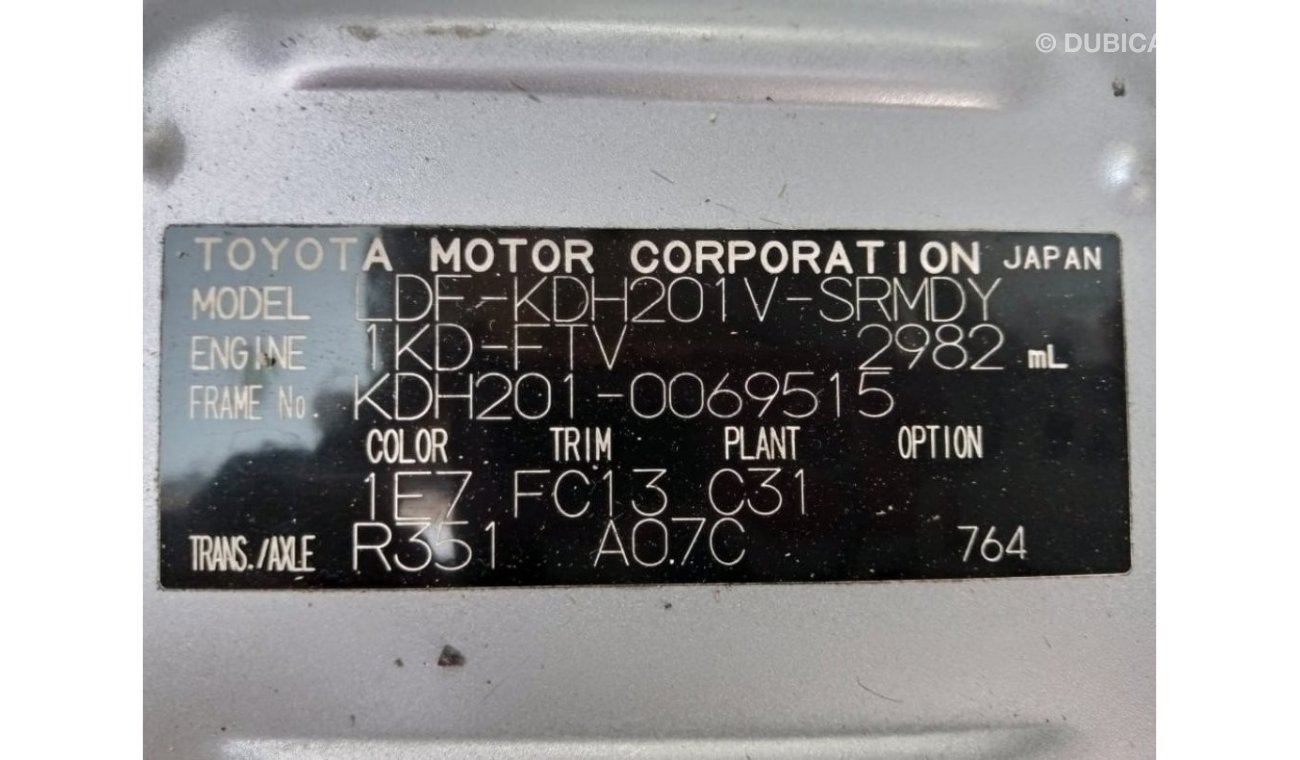 © DUBICA
TOYOTA MOTOR CORPORATION JAPAN
MODEL LDF-KDH201V-SRMDY
ENGINE 1KD-FTV 2982 mL
FRAME No. KDH201-0069515
COLOR TRIM PLANT OPTION
1E7 FC13 C31
TRANS./AXLE R351 A07C 764